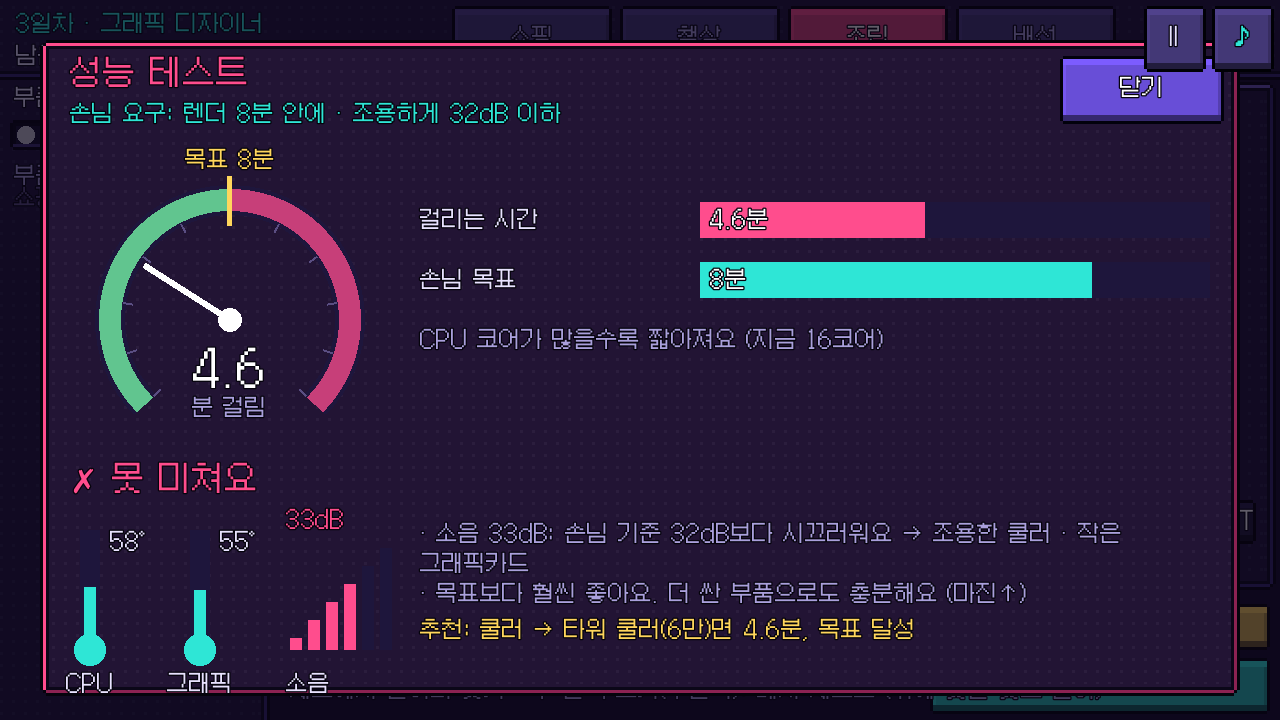 3일차 · 그래픽 디자이너
쇼핑
책상
조립
배선
성능 테스트
닫기
손님 요구: 렌더 8분 안에 · 조용하게 32dB 이하
목표 8분
걸리는 시간
4.6분
손님 목표
8분
CPU 코어가 많을수록 짧아져요 (지금 16코어)
4.6
분 걸림
✗ 못 미쳐요
58°
55°
33dB
CPU
그래픽
소음
· 소음 33dB: 손님 기준 32dB보다 시끄러워요 → 조용한 쿨러 · 작은
그래픽카드
· 목표보다 훨씬 좋아요. 더 싼 부품으로도 충분해요 (마진↑)
추천: 쿨러 → 타워 쿨러(6만)면 4.6분, 목표 달성